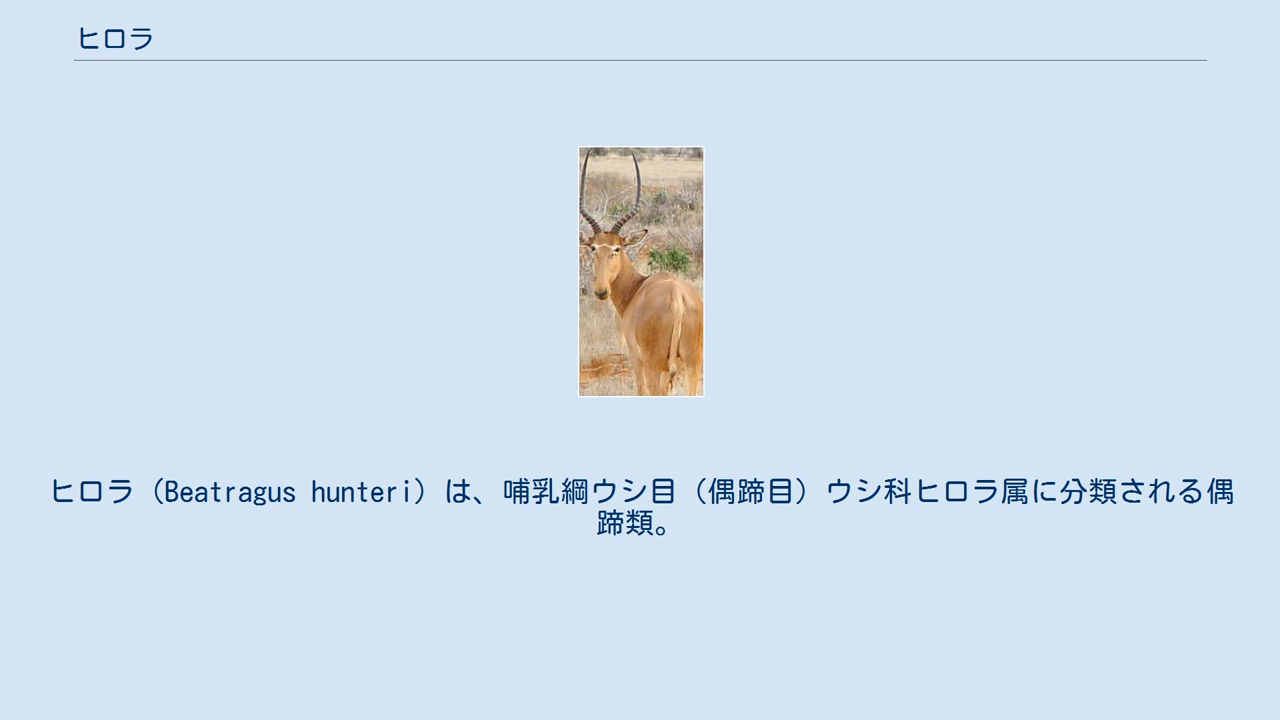 ヒロラ
ヒロラ（Beatragus hunteri）は、哺乳綱ウシ目（偶蹄目）ウシ科ヒロラ属に分類される偶
蹄類。